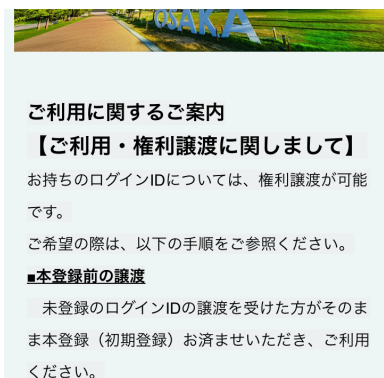 OSAKA
ご利用に関するご案内
【ご利用・権利譲渡に関しまして】
お持ちのログインIDについては、権利譲渡が可能
です。
ご希望の際は、以下の手順をご参照ください。
■本登録前の譲渡
　未登録のログインIDの譲渡を受けた方がそのま
ま本登録（初期登録）お済ませいただき、ご利用
ください。